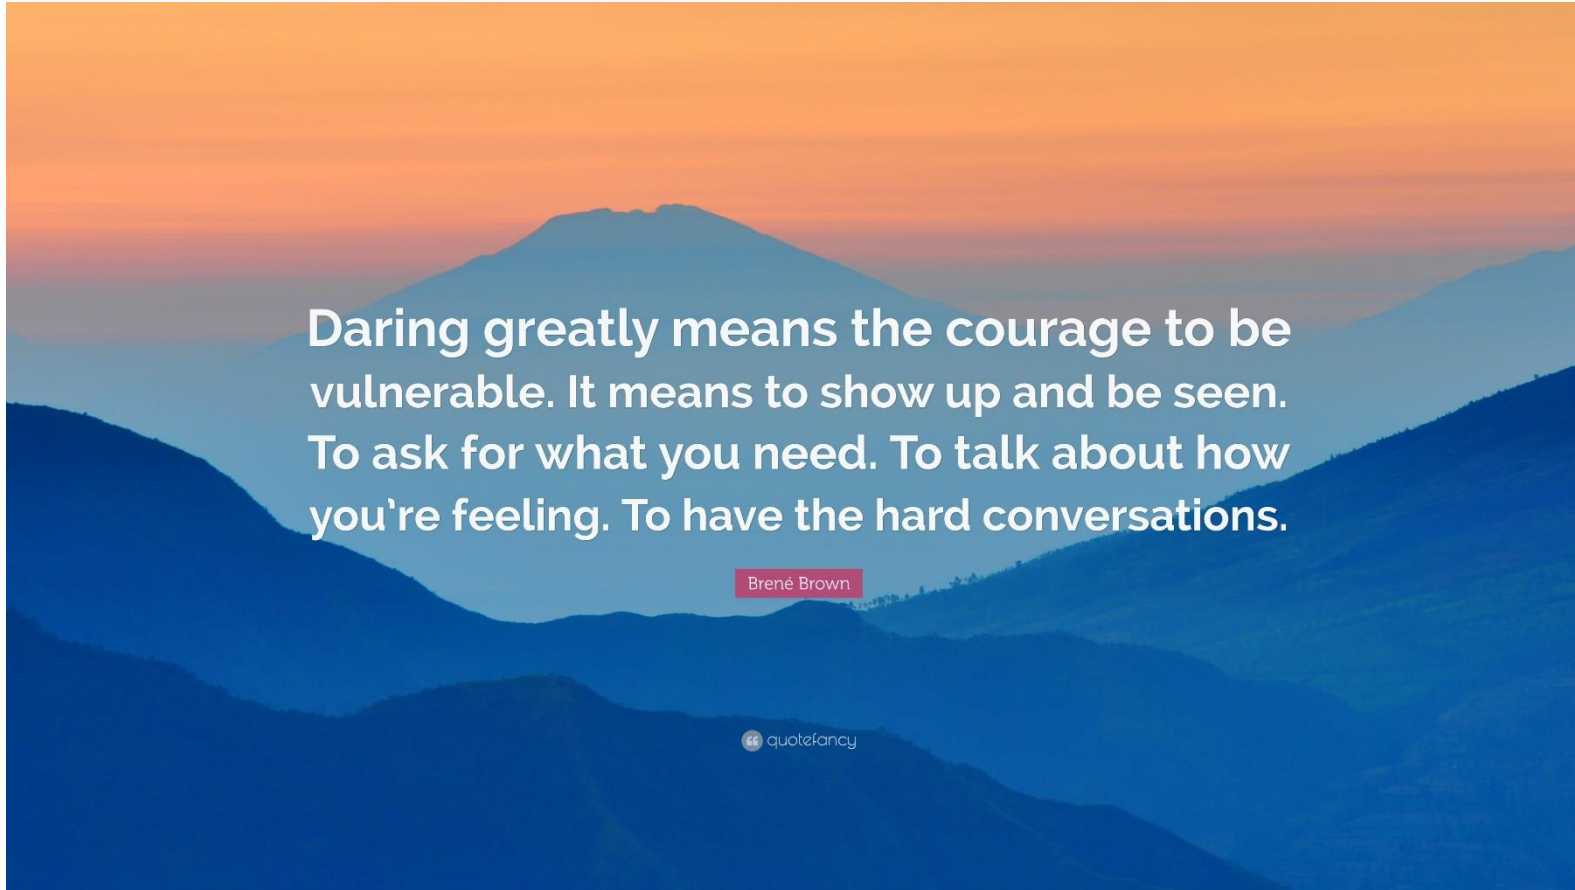 Daring greatly means the courage to be
vulnerable. It means to show up and be seen.
To ask for what you need. To talk about how
you’re feeling. To have the hard conversations.
Brené Brown
quotefancy